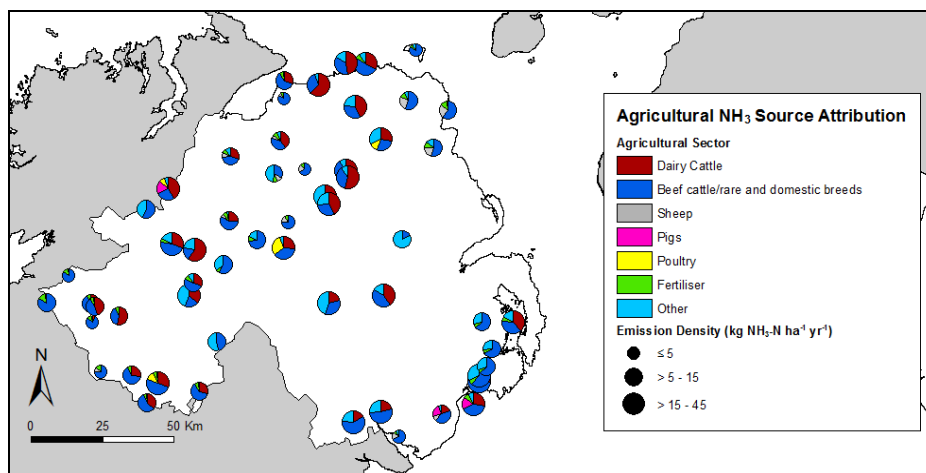 Agricultural NH₃ Source Attribution
Agricultural Sector
Dairy Cattle
Beef cattle/rare and domestic breeds
Sheep
Pigs
Poultry
Fertiliser
Other
Emission Density (kg NH₃-N ha⁻¹ yr⁻¹)
≤ 5
> 5 - 15
> 15 - 45
N
0 25 50 Km